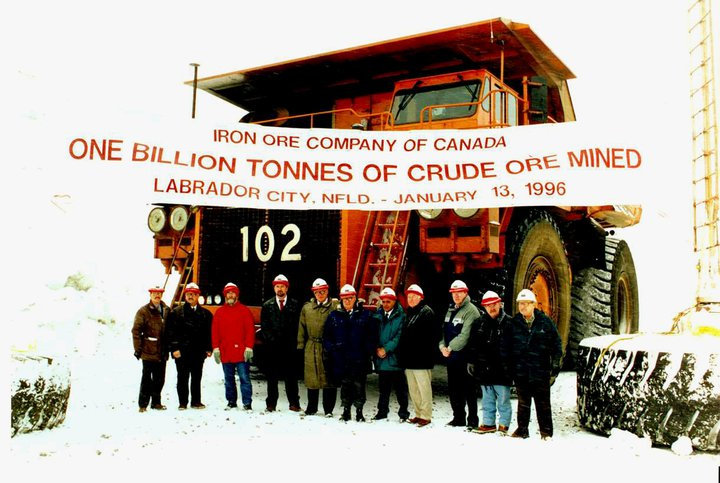 IRON ORE COMPANY OF CANADA
ONE BILLION TONNES OF CRUDE ORE MINED
LABRADOR CITY, NFLD. - JANUARY 13, 1996
102